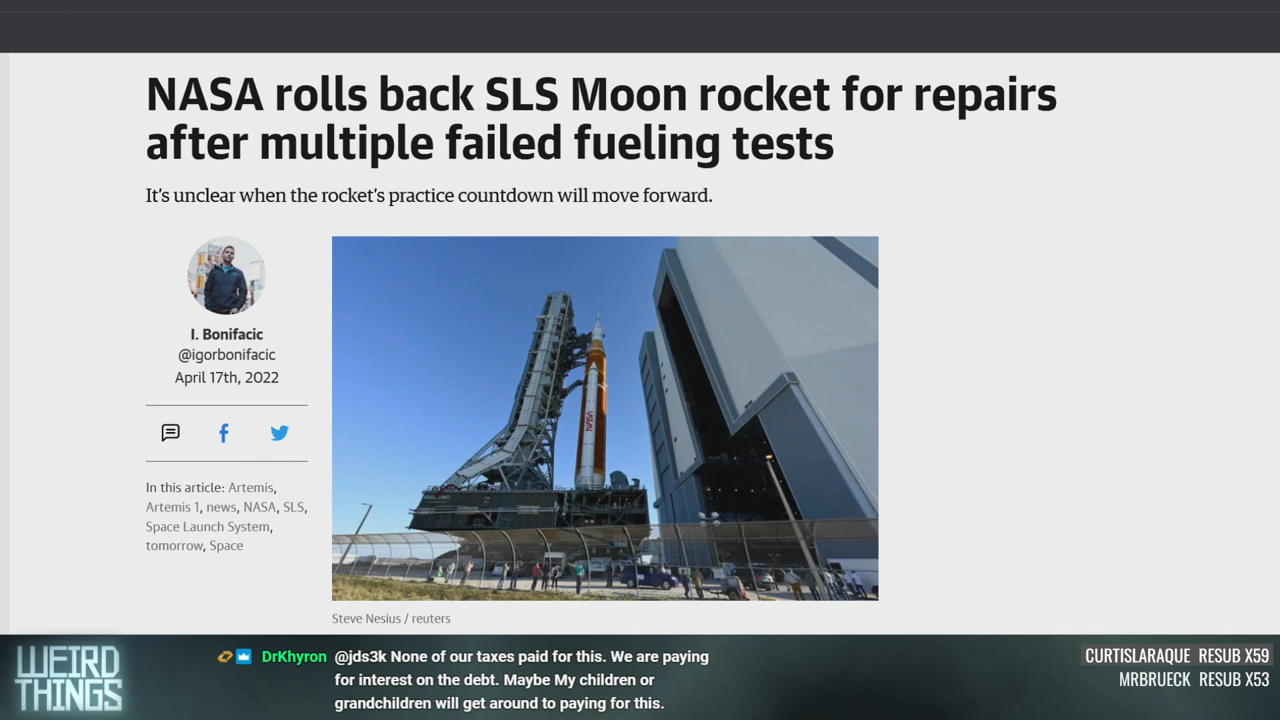 NASA rolls back SLS Moon rocket for repairs
after multiple failed fueling tests
It's unclear when the rocket's practice countdown will move forward.
I. Bonifacic
@igorbonifacic
April 17th, 2022
In this article: Artemis,
Artemis 1, news, NASA, SLS,
Space Launch System,
tomorrow, Space
NASA
Steve Nesius / reuters
WEIRD
THINGS
DrKhyron @jds3k None of our taxes paid for this. We are paying
for interest on the debt. Maybe My children or
grandchildren will get around to paying for this.
CURTISLARAQUE RESUB X59
MRBRUECK RESUB X53